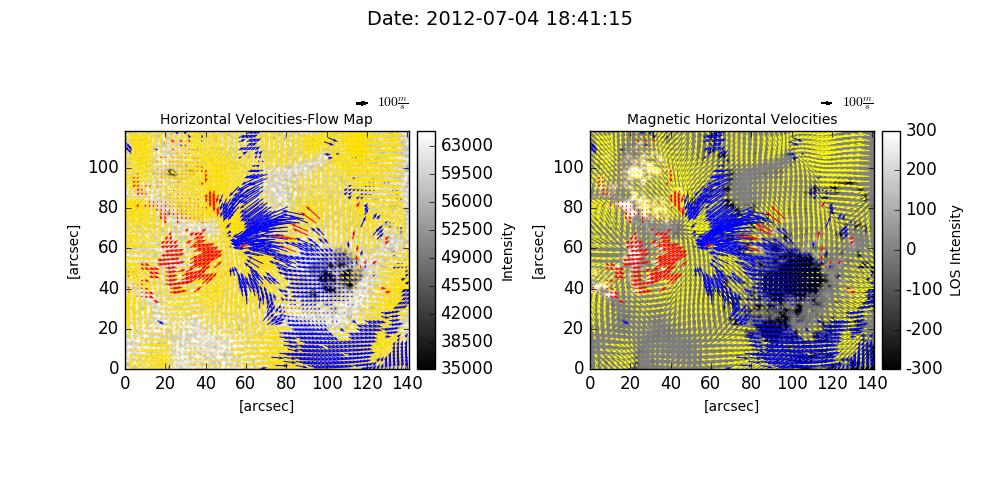 Date: 2012-07-04 18:41:15
100 m/s
Horizontal Velocities-Flow Map
[arcsec]
100
80
60
40
20
0
0 20 40 60 80 100 120 140
[arcsec]
63000
59500
56000
52500
49000
45500
42000
38500
35000
Intensity
100 m/s
Magnetic Horizontal Velocities
[arcsec]
100
80
60
40
20
0
0 20 40 60 80 100 120 140
[arcsec]
300
200
100
0
-100
-200
-300
LOS Intensity